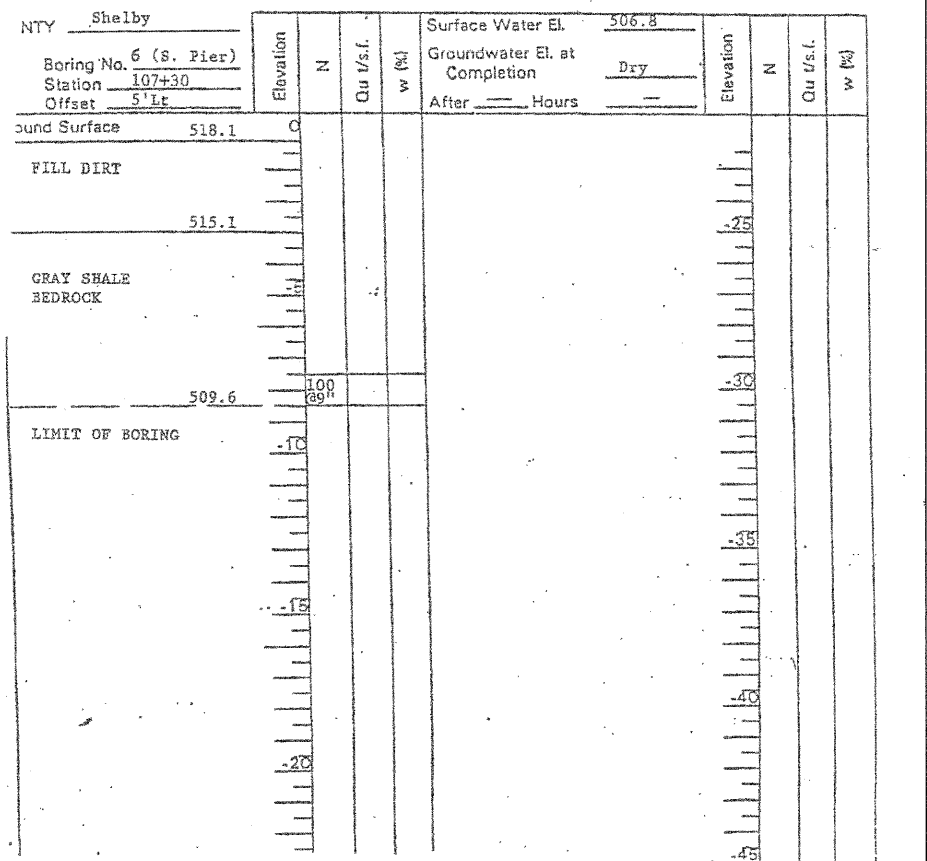 NTY Shelby
Boring No. 6 (S. Pier)
Station 107+30
Offset 5'Lt
Elevation
N
Qu t/s.f.
w (%)
Surface Water El. 506.8
Groundwater El. at
Completion Dry
After — Hours —
Elevation
N
Qu t/s.f.
w (%)
ound Surface 518.1 0
FILL DIRT
515.1
-25
GRAY SHALE
BEDROCK
100
@9"
-30
509.6
LIMIT OF BORING
-10
-35
-15
-40
-20
-45